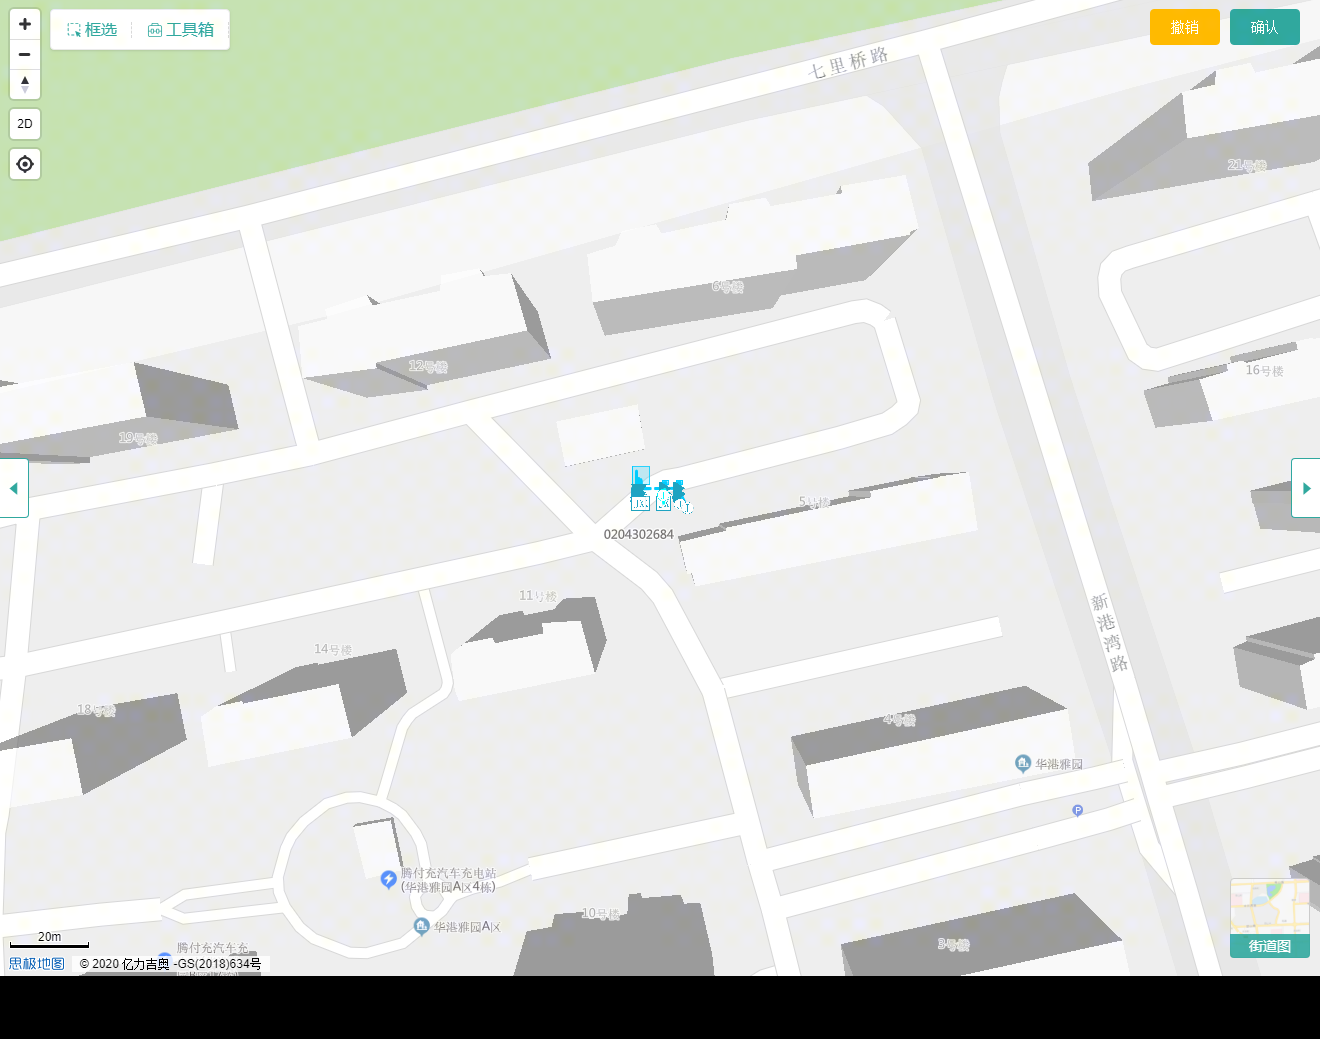 框选
工具箱
撤销
确认
2D
七里桥路
21号楼
6号楼
12号楼
16号楼
19号楼
5号楼
0204302684
11号楼
新港湾路
14号楼
18号楼
4号楼
华港雅园
P
腾付充汽车充电站
(华港雅园A区4栋)
10号楼
华港雅园A区
3号楼
20m
腾付充汽车充
思极地图
© 2020 亿力吉奥 -GS(2018)634号
街道图